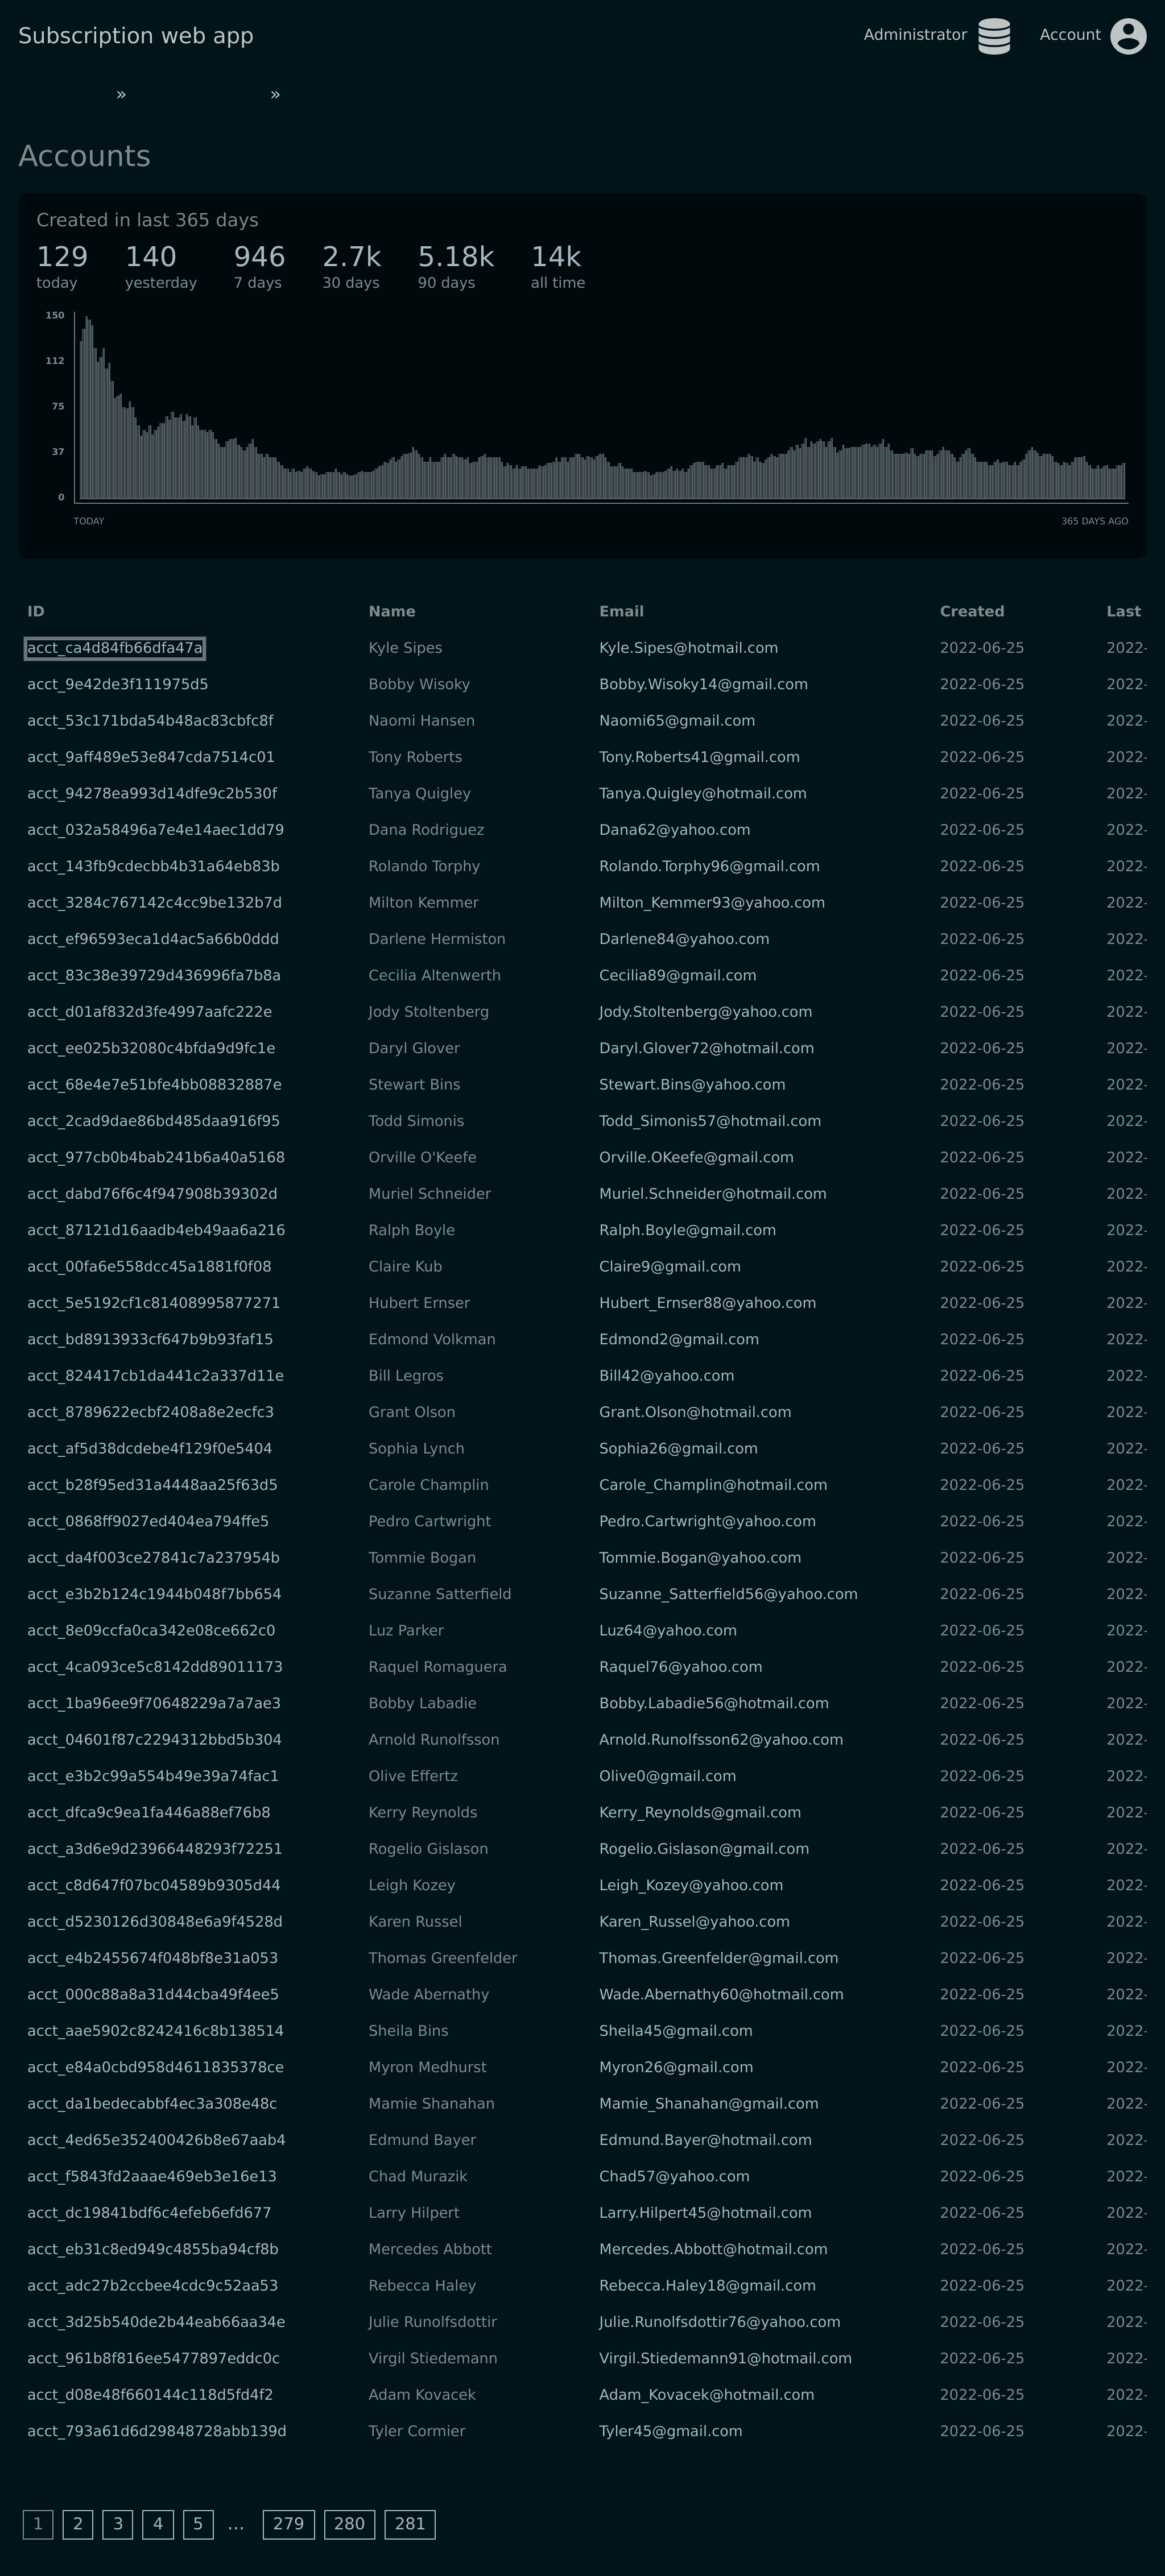 Subscription web app
Administrator
Account
»
»
Accounts
Created in last 365 days
129 140 946 2.7k 5.18k 14k
today yesterday 7 days 30 days 90 days all time
150
112
75
37
0
TODAY 365 DAYS AGO
ID Name Email Created Last
acct_ca4d84fb66dfa47a Kyle Sipes Kyle.Sipes@hotmail.com 2022-06-25 2022-
acct_9e42de3f111975d5 Bobby Wisoky Bobby.Wisoky14@gmail.com 2022-06-25 2022-
acct_53c171bda54b48ac83cbfc8f Naomi Hansen Naomi65@gmail.com 2022-06-25 2022-
acct_9aff489e53e847cda7514c01 Tony Roberts Tony.Roberts41@gmail.com 2022-06-25 2022-
acct_94278ea993d14dfe9c2b530f Tanya Quigley Tanya.Quigley@hotmail.com 2022-06-25 2022-
acct_032a58496a7e4e14aec1dd79 Dana Rodriguez Dana62@yahoo.com 2022-06-25 2022-
acct_143fb9cdecbb4b31a64eb83b Rolando Torphy Rolando.Torphy96@gmail.com 2022-06-25 2022-
acct_3284c767142c4cc9be132b7d Milton Kemmer Milton_Kemmer93@yahoo.com 2022-06-25 2022-
acct_ef96593eca1d4ac5a66b0ddd Darlene Hermiston Darlene84@yahoo.com 2022-06-25 2022-
acct_83c38e39729d436996fa7b8a Cecilia Altenwerth Cecilia89@gmail.com 2022-06-25 2022-
acct_d01af832d3fe4997aafc222e Jody Stoltenberg Jody.Stoltenberg@yahoo.com 2022-06-25 2022-
acct_ee025b32080c4bfda9d9fc1e Daryl Glover Daryl.Glover72@hotmail.com 2022-06-25 2022-
acct_68e4e7e51bfe4bb08832887e Stewart Bins Stewart.Bins@yahoo.com 2022-06-25 2022-
acct_2cad9dae86bd485daa916f95 Todd Simonis Todd_Simonis57@hotmail.com 2022-06-25 2022-
acct_977cb0b4bab241b6a40a5168 Orville O'Keefe Orville.OKeefe@gmail.com 2022-06-25 2022-
acct_dabd76f6c4f947908b39302d Muriel Schneider Muriel.Schneider@hotmail.com 2022-06-25 2022-
acct_87121d16aadb4eb49aa6a216 Ralph Boyle Ralph.Boyle@gmail.com 2022-06-25 2022-
acct_00fa6e558dcc45a1881f0f08 Claire Kub Claire9@gmail.com 2022-06-25 2022-
acct_5e5192cf1c81408995877271 Hubert Ernser Hubert_Ernser88@yahoo.com 2022-06-25 2022-
acct_bd8913933cf647b9b93faf15 Edmond Volkman Edmond2@gmail.com 2022-06-25 2022-
acct_824417cb1da441c2a337d11e Bill Legros Bill42@yahoo.com 2022-06-25 2022-
acct_8789622ecbf2408a8e2ecfc3 Grant Olson Grant.Olson@hotmail.com 2022-06-25 2022-
acct_af5d38dcdebe4f129f0e5404 Sophia Lynch Sophia26@gmail.com 2022-06-25 2022-
acct_b28f95ed31a4448aa25f63d5 Carole Champlin Carole_Champlin@hotmail.com 2022-06-25 2022-
acct_0868ff9027ed404ea794ffe5 Pedro Cartwright Pedro.Cartwright@yahoo.com 2022-06-25 2022-
acct_da4f003ce27841c7a237954b Tommie Bogan Tommie.Bogan@yahoo.com 2022-06-25 2022-
acct_e3b2b124c1944b048f7bb654 Suzanne Satterfield Suzanne_Satterfield56@yahoo.com 2022-06-25 2022-
acct_8e09ccfa0ca342e08ce662c0 Luz Parker Luz64@yahoo.com 2022-06-25 2022-
acct_4ca093ce5c8142dd89011173 Raquel Romaguera Raquel76@yahoo.com 2022-06-25 2022-
acct_1ba96ee9f70648229a7a7ae3 Bobby Labadie Bobby.Labadie56@hotmail.com 2022-06-25 2022-
acct_04601f87c2294312bbd5b304 Arnold Runolfsson Arnold.Runolfsson62@yahoo.com 2022-06-25 2022-
acct_e3b2c99a554b49e39a74fac1 Olive Effertz Olive0@gmail.com 2022-06-25 2022-
acct_dfca9c9ea1fa446a88ef76b8 Kerry Reynolds Kerry_Reynolds@gmail.com 2022-06-25 2022-
acct_a3d6e9d23966448293f72251 Rogelio Gislason Rogelio.Gislason@gmail.com 2022-06-25 2022-
acct_c8d647f07bc04589b9305d44 Leigh Kozey Leigh_Kozey@yahoo.com 2022-06-25 2022-
acct_d5230126d30848e6a9f4528d Karen Russel Karen_Russel@yahoo.com 2022-06-25 2022-
acct_e4b2455674f048bf8e31a053 Thomas Greenfelder Thomas.Greenfelder@gmail.com 2022-06-25 2022-
acct_000c88a8a31d44cba49f4ee5 Wade Abernathy Wade.Abernathy60@hotmail.com 2022-06-25 2022-
acct_aae5902c8242416c8b138514 Sheila Bins Sheila45@gmail.com 2022-06-25 2022-
acct_e84a0cbd958d4611835378ce Myron Medhurst Myron26@gmail.com 2022-06-25 2022-
acct_da1bedecabbf4ec3a308e48c Mamie Shanahan Mamie_Shanahan@gmail.com 2022-06-25 2022-
acct_4ed65e352400426b8e67aab4 Edmund Bayer Edmund.Bayer@hotmail.com 2022-06-25 2022-
acct_f5843fd2aaae469eb3e16e13 Chad Murazik Chad57@yahoo.com 2022-06-25 2022-
acct_dc19841bdf6c4efeb6efd677 Larry Hilpert Larry.Hilpert45@hotmail.com 2022-06-25 2022-
acct_eb31c8ed949c4855ba94cf8b Mercedes Abbott Mercedes.Abbott@hotmail.com 2022-06-25 2022-
acct_adc27b2ccbee4cdc9c52aa53 Rebecca Haley Rebecca.Haley18@gmail.com 2022-06-25 2022-
acct_3d25b540de2b44eab66aa34e Julie Runolfsdottir Julie.Runolfsdottir76@yahoo.com 2022-06-25 2022-
acct_961b8f816ee5477897eddc0c Virgil Stiedemann Virgil.Stiedemann91@hotmail.com 2022-06-25 2022-
acct_d08e48f660144c118d5fd4f2 Adam Kovacek Adam_Kovacek@hotmail.com 2022-06-25 2022-
acct_793a61d6d29848728abb139d Tyler Cormier Tyler45@gmail.com 2022-06-25 2022-
1 2 3 4 5 ... 279 280 281